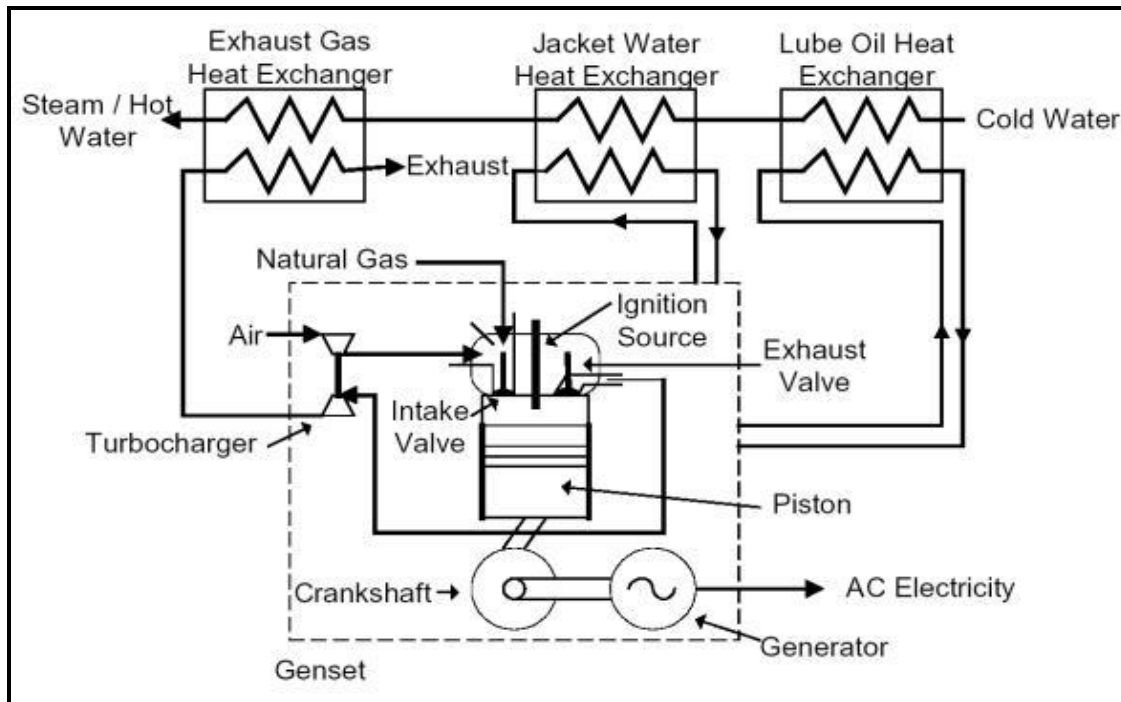 Exhaust Gas
Heat Exchanger
Jacket Water
Heat Exchanger
Lube Oil Heat
Exchanger
Steam / Hot
Water
Cold Water
Exhaust
Natural Gas
Ignition
Source
Air
Exhaust
Valve
Intake
Valve
Turbocharger
Piston
Crankshaft
AC Electricity
Generator
Genset